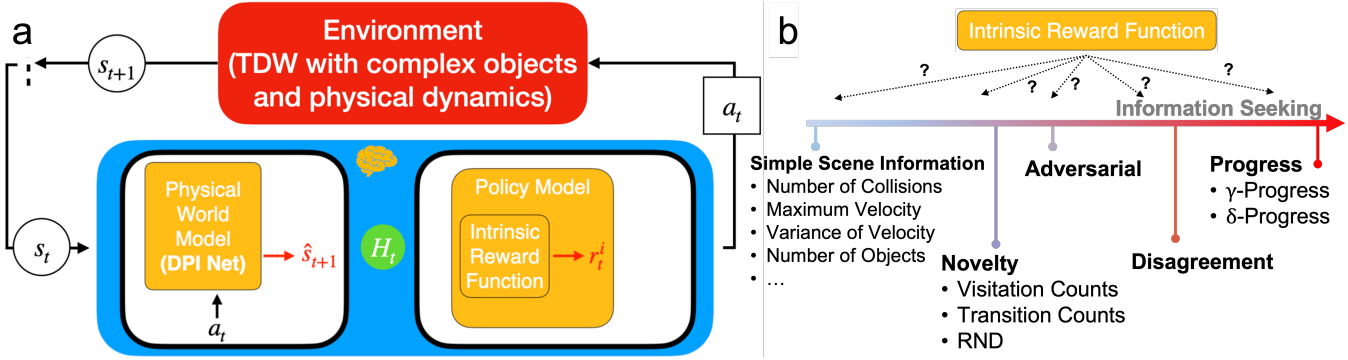 a
Environment
(TDW with complex objects
and physical dynamics)
s_{t+1}
a_t
s_t
Physical
World
Model
(DPI Net)
ŝ_{t+1}
a_t
H_t
Policy Model
Intrinsic
Reward
Function
r_t^i
b
Intrinsic Reward Function
?
?
?
?
?
Information Seeking
Simple Scene Information
• Number of Collisions
• Maximum Velocity
• Variance of Velocity
• Number of Objects
• …
Novelty
• Visitation Counts
• Transition Counts
• RND
Adversarial
Disagreement
Progress
• γ-Progress
• δ-Progress